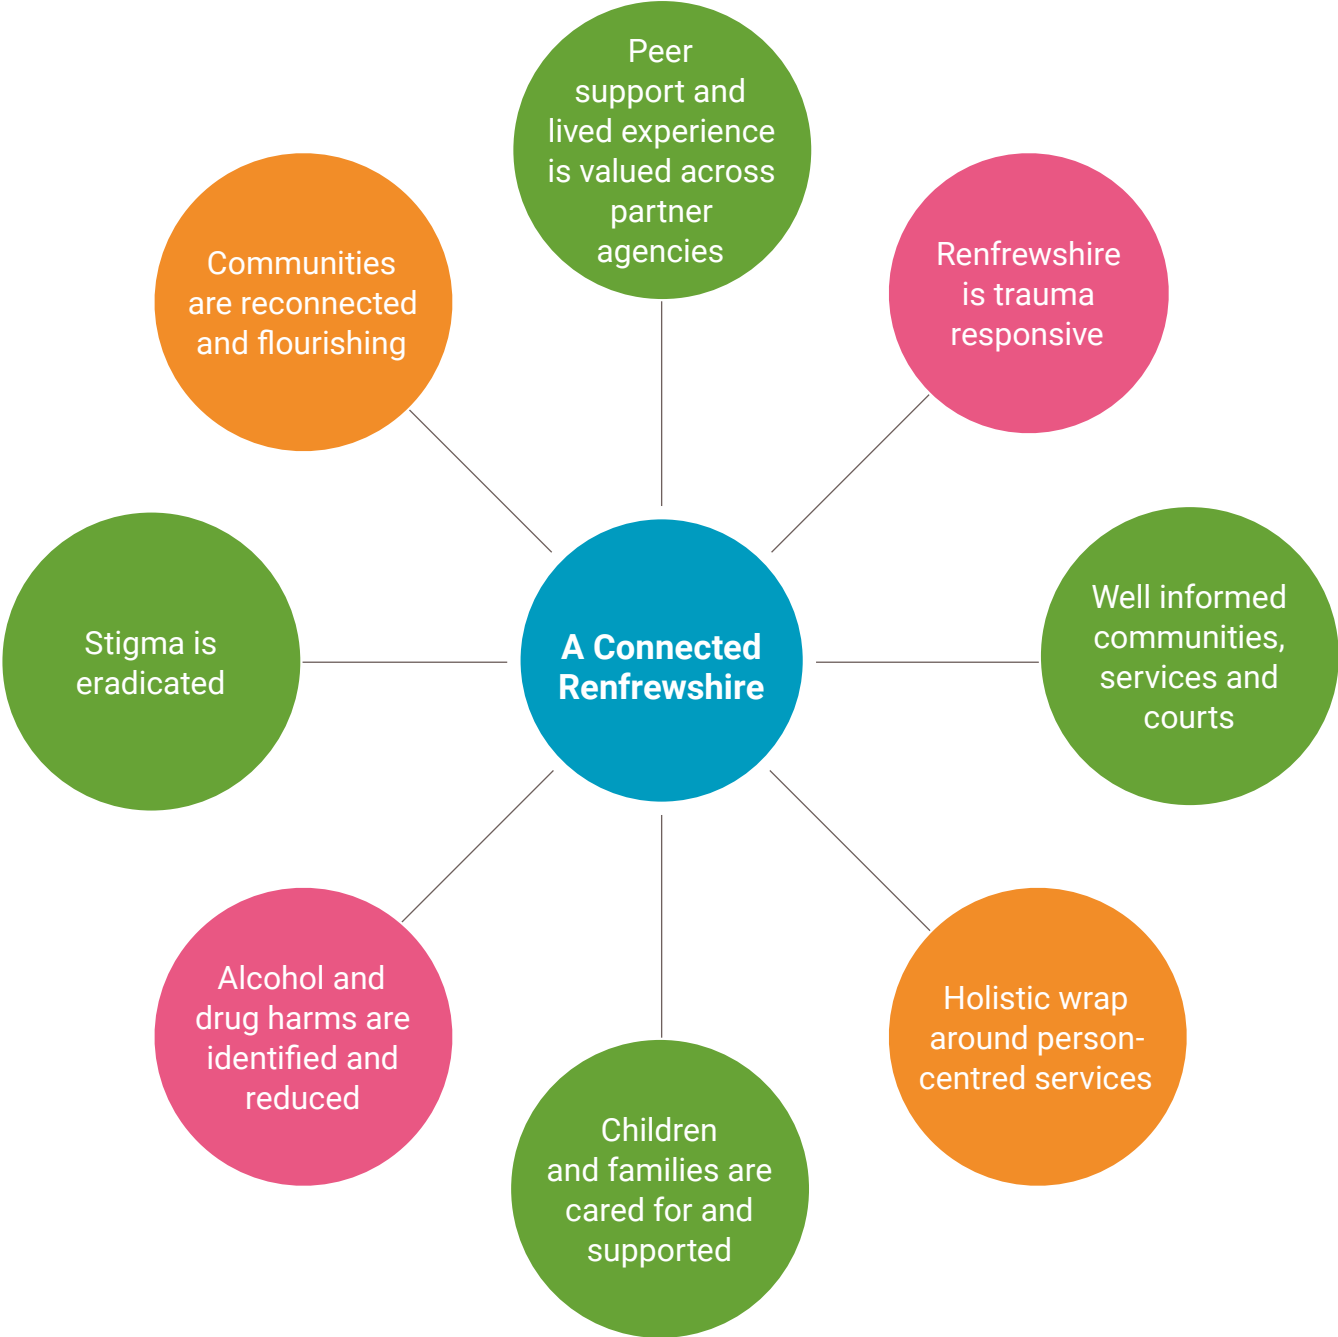 Peer
support and
lived experience
is valued across
partner
agencies
Renfrewshire
is trauma
responsive
Well informed
communities,
services and
courts
Holistic wrap
around person-
centred services
Children
and families are
cared for and
supported
Alcohol and
drug harms are
identified and
reduced
Stigma is
eradicated
Communities
are reconnected
and flourishing
A Connected
Renfrewshire